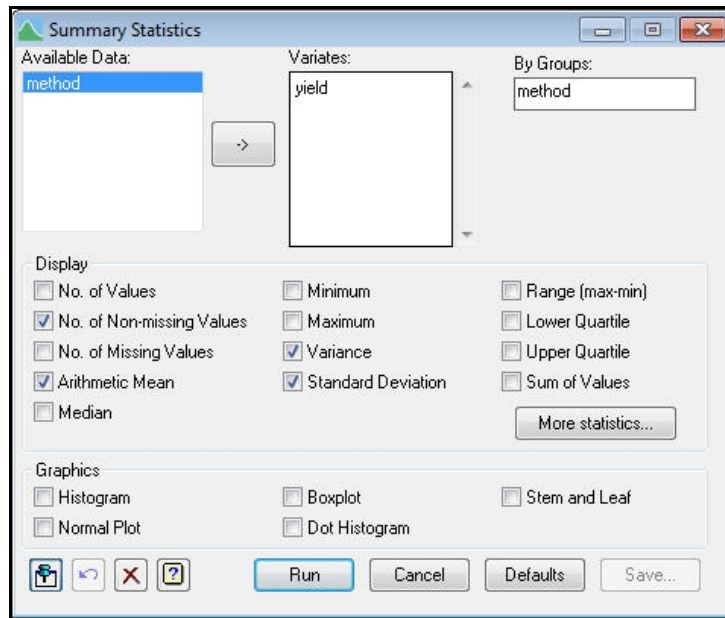 Summary Statistics
Available Data:
method
->
Variates:
yield
By Groups:
method
Display
No. of Values
No. of Non-missing Values
No. of Missing Values
Arithmetic Mean
Median
Minimum
Maximum
Variance
Standard Deviation
Range (max-min)
Lower Quartile
Upper Quartile
Sum of Values
More statistics...
Graphics
Histogram
Normal Plot
Boxplot
Dot Histogram
Stem and Leaf
?
Run
Cancel
Defaults
Save...